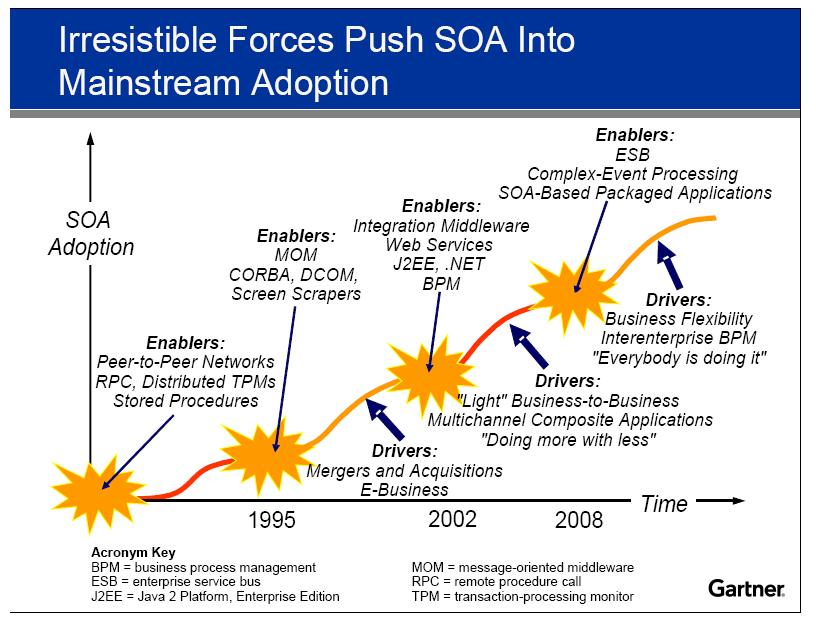 Irresistible Forces Push SOA Into
Mainstream Adoption
SOA
Adoption
Enablers:
Peer-to-Peer Networks
RPC, Distributed TPMs
Stored Procedures
Enablers:
MOM
CORBA, DCOM,
Screen Scrapers
Enablers:
Integration Middleware
Web Services
J2EE, .NET
BPM
Enablers:
ESB
Complex-Event Processing
SOA-Based Packaged Applications
Drivers:
Mergers and Acquisitions
E-Business
Drivers:
"Light" Business-to-Business
Multichannel Composite Applications
"Doing more with less"
Drivers:
Business Flexibility
Interenterprise BPM
"Everybody is doing it"
Time
1995
2002
2008
Acronym Key
BPM = business process management
ESB = enterprise service bus
J2EE = Java 2 Platform, Enterprise Edition
MOM = message-oriented middleware
RPC = remote procedure call
TPM = transaction-processing monitor
Gartner